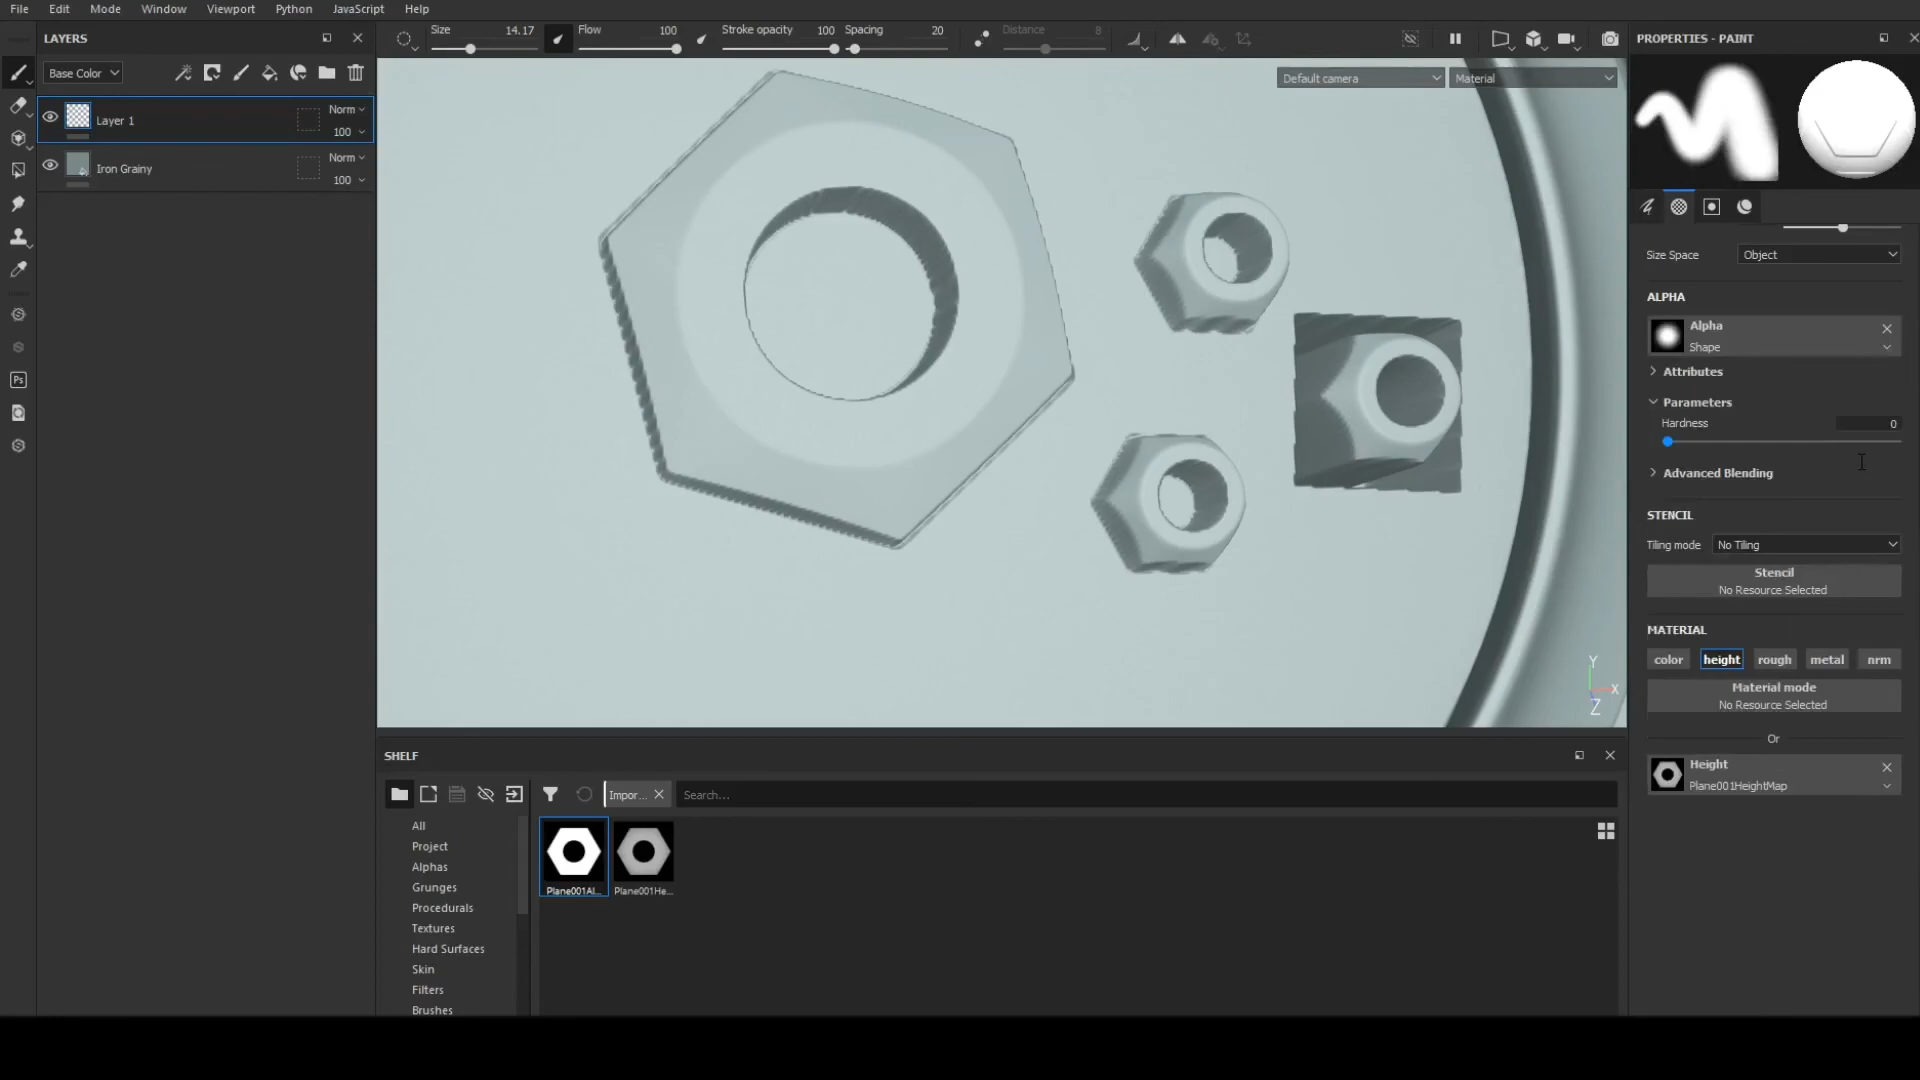 File Edit Mode Window Viewport Python JavaScript Help
LAYERS
Size 14.17 Flow 100 Stroke opacity 100 Spacing 20 Distance 8
PROPERTIES - PAINT
Base Color
Default camera
Material
Layer 1
Norm
100
Iron Grainy
Norm
100
Size Space Object
ALPHA
Alpha
Shape
Attributes
Parameters
Hardness 0
Advanced Blending
STENCIL
Tiling mode No Tiling
Stencil
No Resource Selected
MATERIAL
color height rough metal nrm
Material mode
No Resource Selected
Or
Height
Plane001HeightMap
Ps
Y
X
Z
SHELF
Impor...
Search...
All
Project
Alphas
Grunges
Procedurals
Textures
Hard Surfaces
Skin
Filters
Brushes
Plane001Al...
Plane001He...